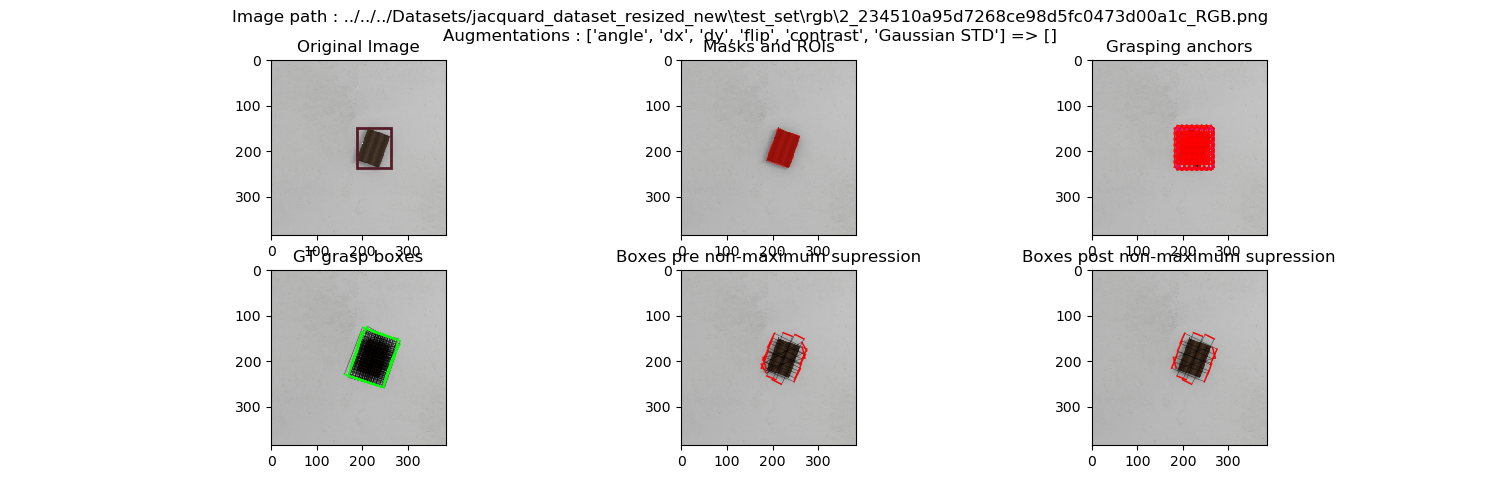 Image path : ../../../Datasets/jacquard_dataset_resized_new\test_set\rgb\2_234510a95d7268ce98d5fc0473d00a1c_RGB.png
Augmentations : ['angle', 'dx', 'dy', 'flip', 'contrast', 'Gaussian STD'] => []
Original Image
Masks and ROIs
Grasping anchors
0
100
200
300
0 100 200 300
0
100
200
300
0 100 200 300
0
100
200
300
0 100 200 300
GT grasp boxes
Boxes pre non-maximum supression
Boxes post non-maximum supression
0
100
200
300
0 100 200 300
0
100
200
300
0 100 200 300
0
100
200
300
0 100 200 300